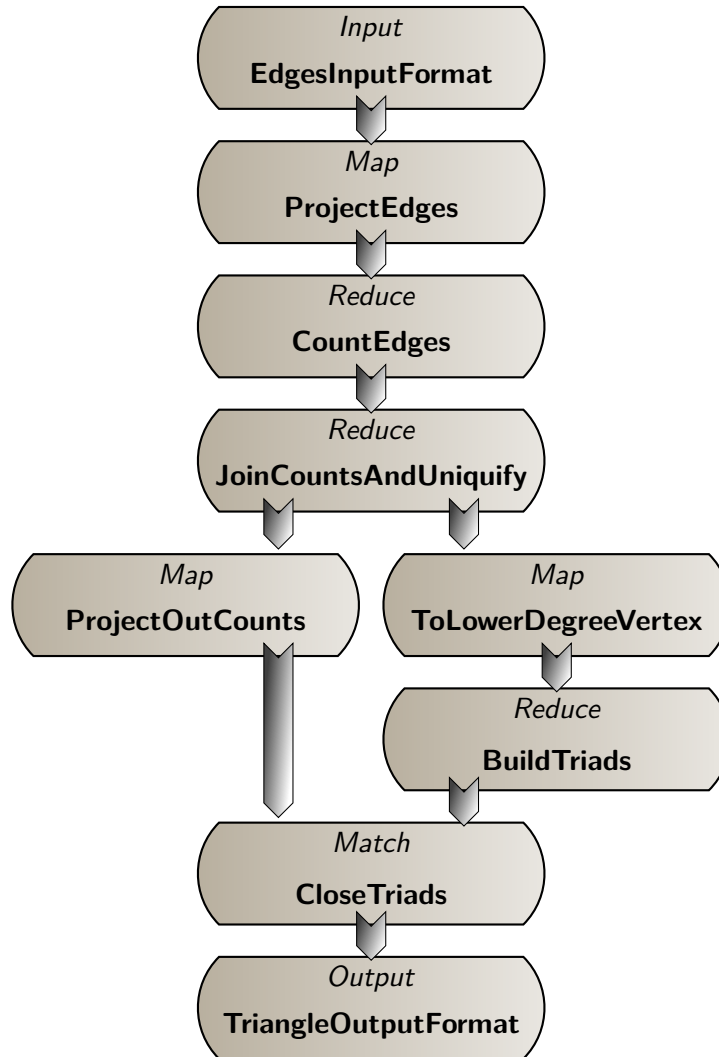 Input
EdgesInputFormat
Map
ProjectEdges
Reduce
CountEdges
Reduce
JoinCountsAndUniquify
Map
ProjectOutCounts
Map
ToLowerDegreeVertex
Reduce
BuildTriads
Match
CloseTriads
Output
TriangleOutputFormat